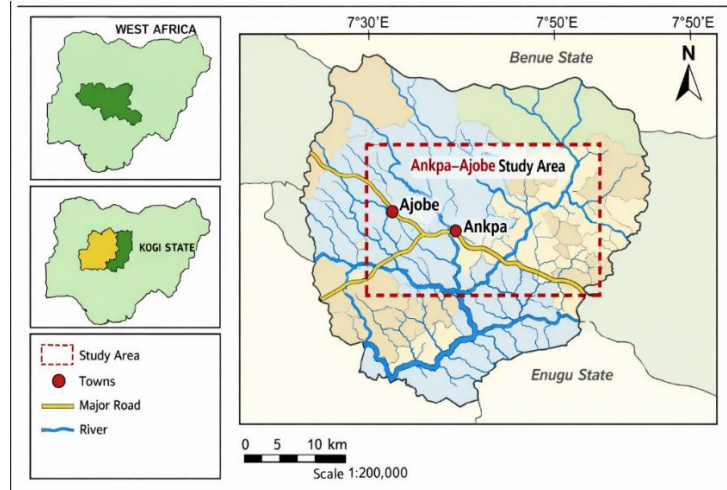 WEST AFRICA
KOGI STATE
Study Area
Towns
Major Road
River
7°30'E 7°50'E 7°50'E
Benue State
N
Ankpa–Ajobe Study Area
Ajobe
Ankpa
Enugu State
0 5 10 km
Scale 1:200,000